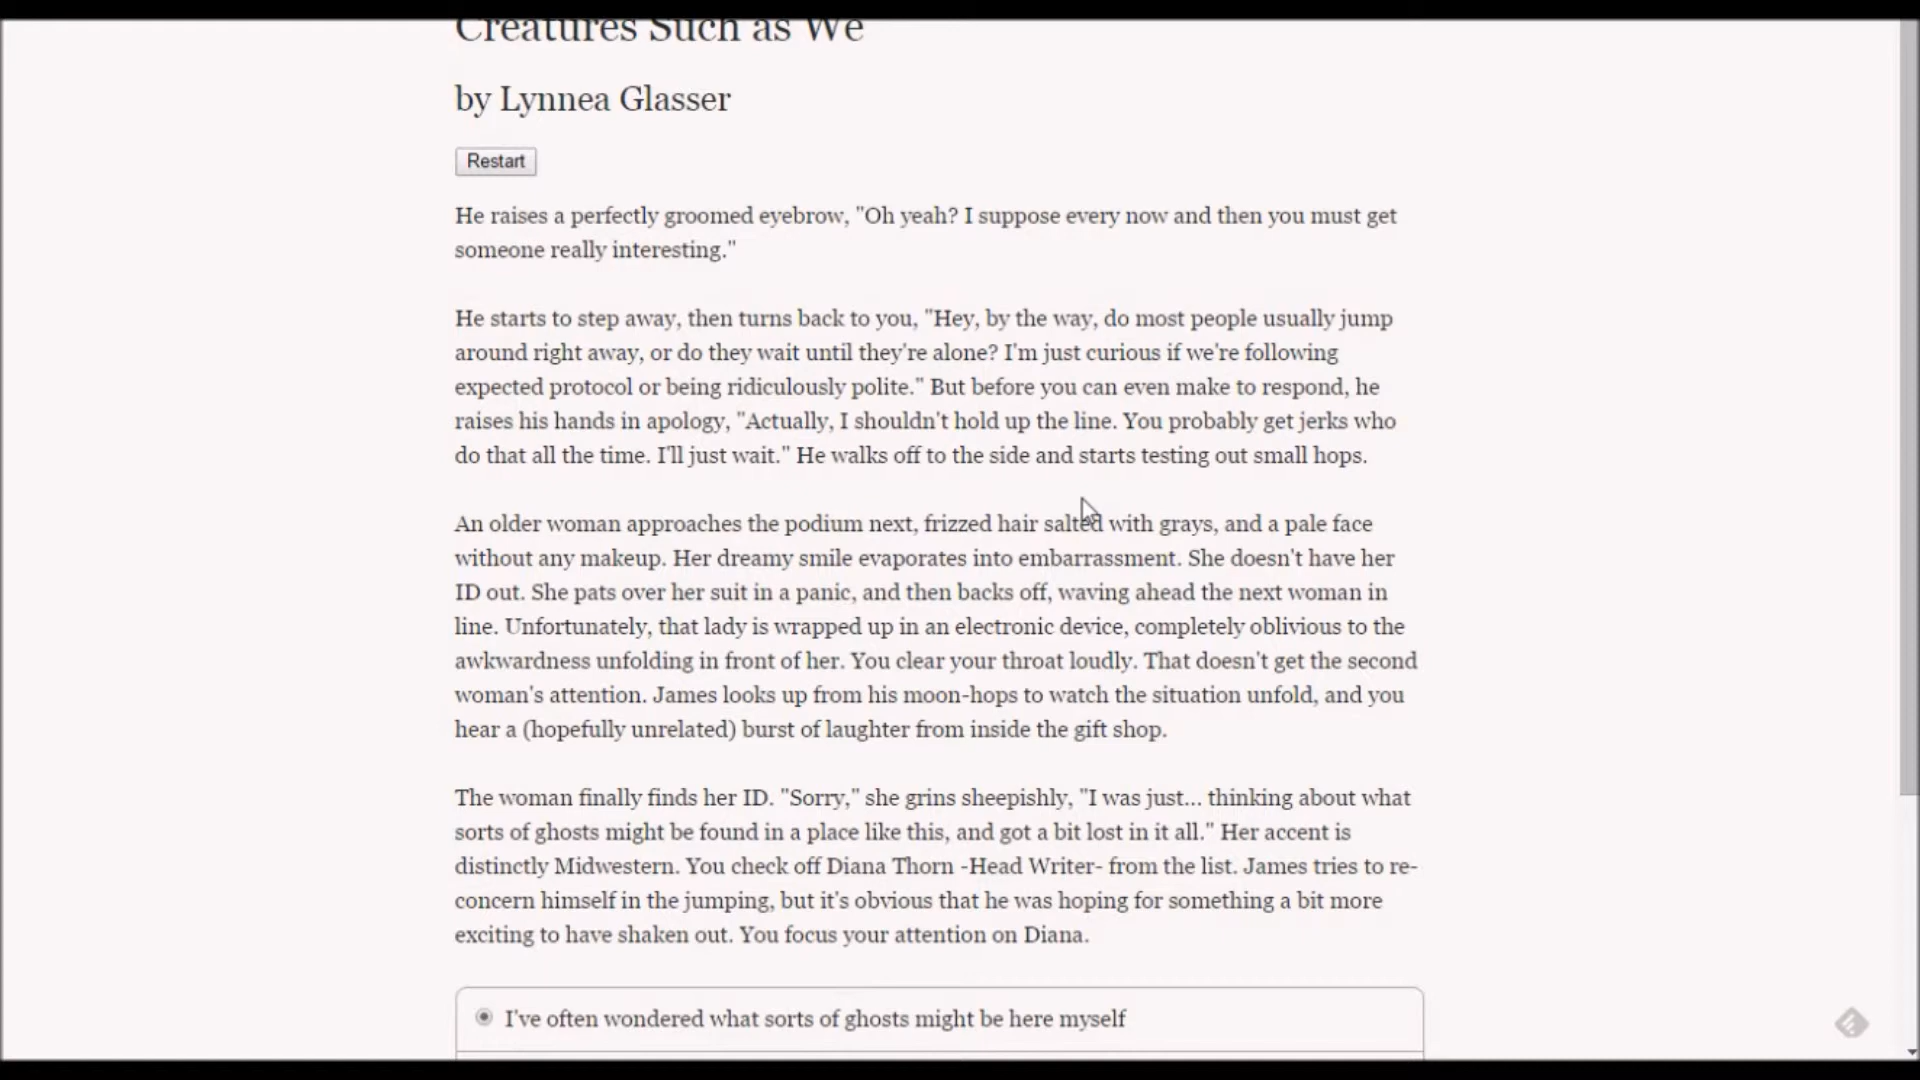 Creatures Such as We
by Lynnea Glasser
Restart
He raises a perfectly groomed eyebrow, "Oh yeah? I suppose every now and then you must get
someone really interesting."
He starts to step away, then turns back to you, "Hey, by the way, do most people usually jump
around right away, or do they wait until they're alone? I'm just curious if we're following
expected protocol or being ridiculously polite." But before you can even make to respond, he
raises his hands in apology, "Actually, I shouldn't hold up the line. You probably get jerks who
do that all the time. I'll just wait." He walks off to the side and starts testing out small hops.
An older woman approaches the podium next, frizzed hair salted with grays, and a pale face
without any makeup. Her dreamy smile evaporates into embarrassment. She doesn't have her
ID out. She pats over her suit in a panic, and then backs off, waving ahead the next woman in
line. Unfortunately, that lady is wrapped up in an electronic device, completely oblivious to the
awkwardness unfolding in front of her. You clear your throat loudly. That doesn't get the second
woman's attention. James looks up from his moon-hops to watch the situation unfold, and you
hear a (hopefully unrelated) burst of laughter from inside the gift shop.
The woman finally finds her ID. "Sorry," she grins sheepishly, "I was just... thinking about what
sorts of ghosts might be found in a place like this, and got a bit lost in it all." Her accent is
distinctly Midwestern. You check off Diana Thorn -Head Writer- from the list. James tries to re-
concern himself in the jumping, but it's obvious that he was hoping for something a bit more
exciting to have shaken out. You focus your attention on Diana.
I've often wondered what sorts of ghosts might be here myself